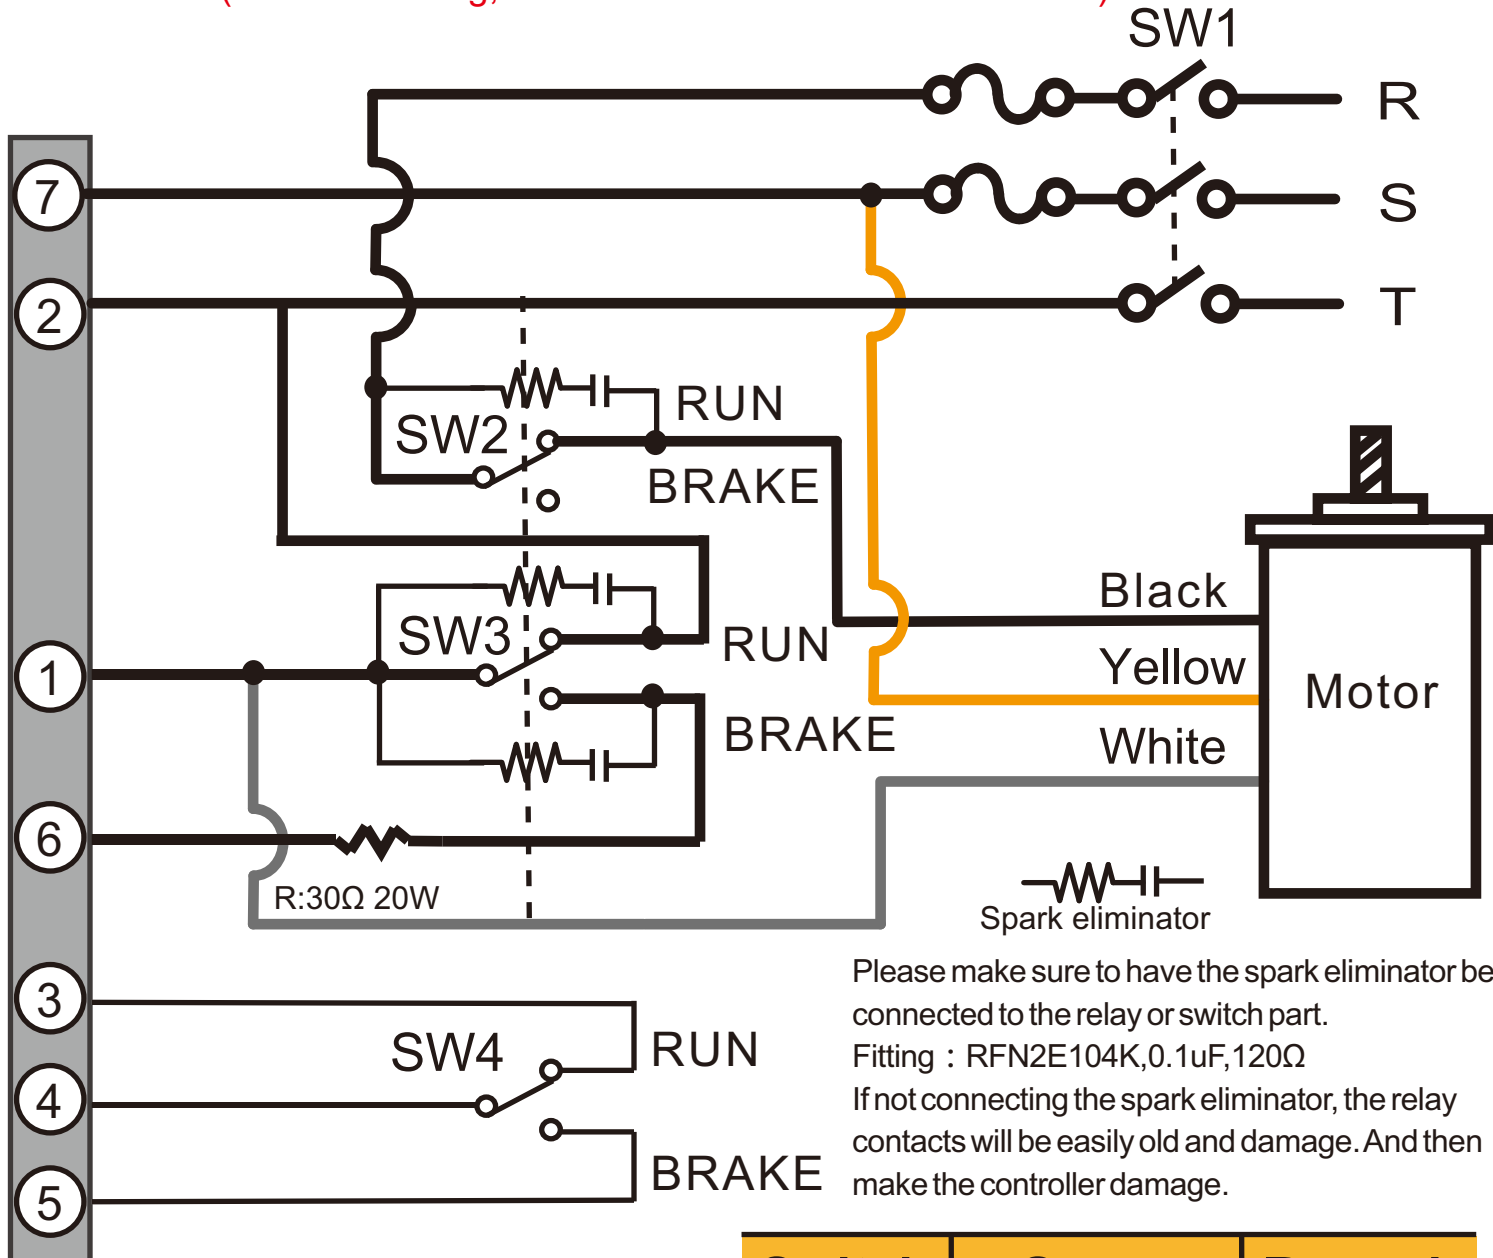 SW1
R
7
S
2
T
RUN
SW2
BRAKE
Black
SW3
RUN
1
Yellow
Motor
BRAKE
White
6
R:30Ω 20W
Spark eliminator
Please make sure to have the spark eliminator be
connected to the relay or switch part.
Fitting : RFN2E104K,0.1uF,120Ω
If not connecting the spark eliminator, the relay
contacts will be easily old and damage. And then
make the controller damage.
3
SW4
RUN
4
BRAKE
5